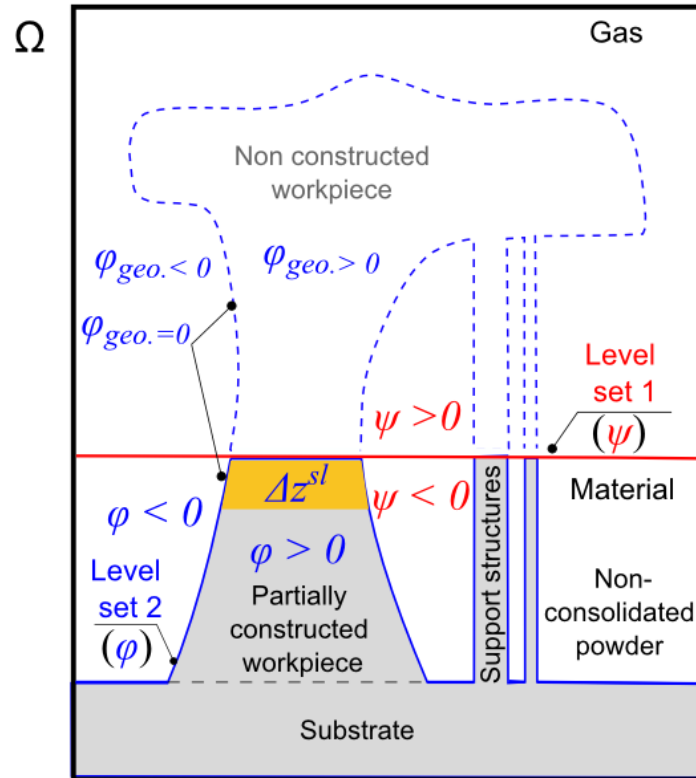 Ω
Gas
Non constructed
workpiece
φgeo.< 0
φgeo.> 0
φgeo.=0
Level
set 1
(ψ)
ψ >0
Δz^sl
ψ < 0
Material
φ < 0
φ > 0
Level
set 2
(φ)
Partially
constructed
workpiece
Support structures
Non-
consolidated
powder
Substrate